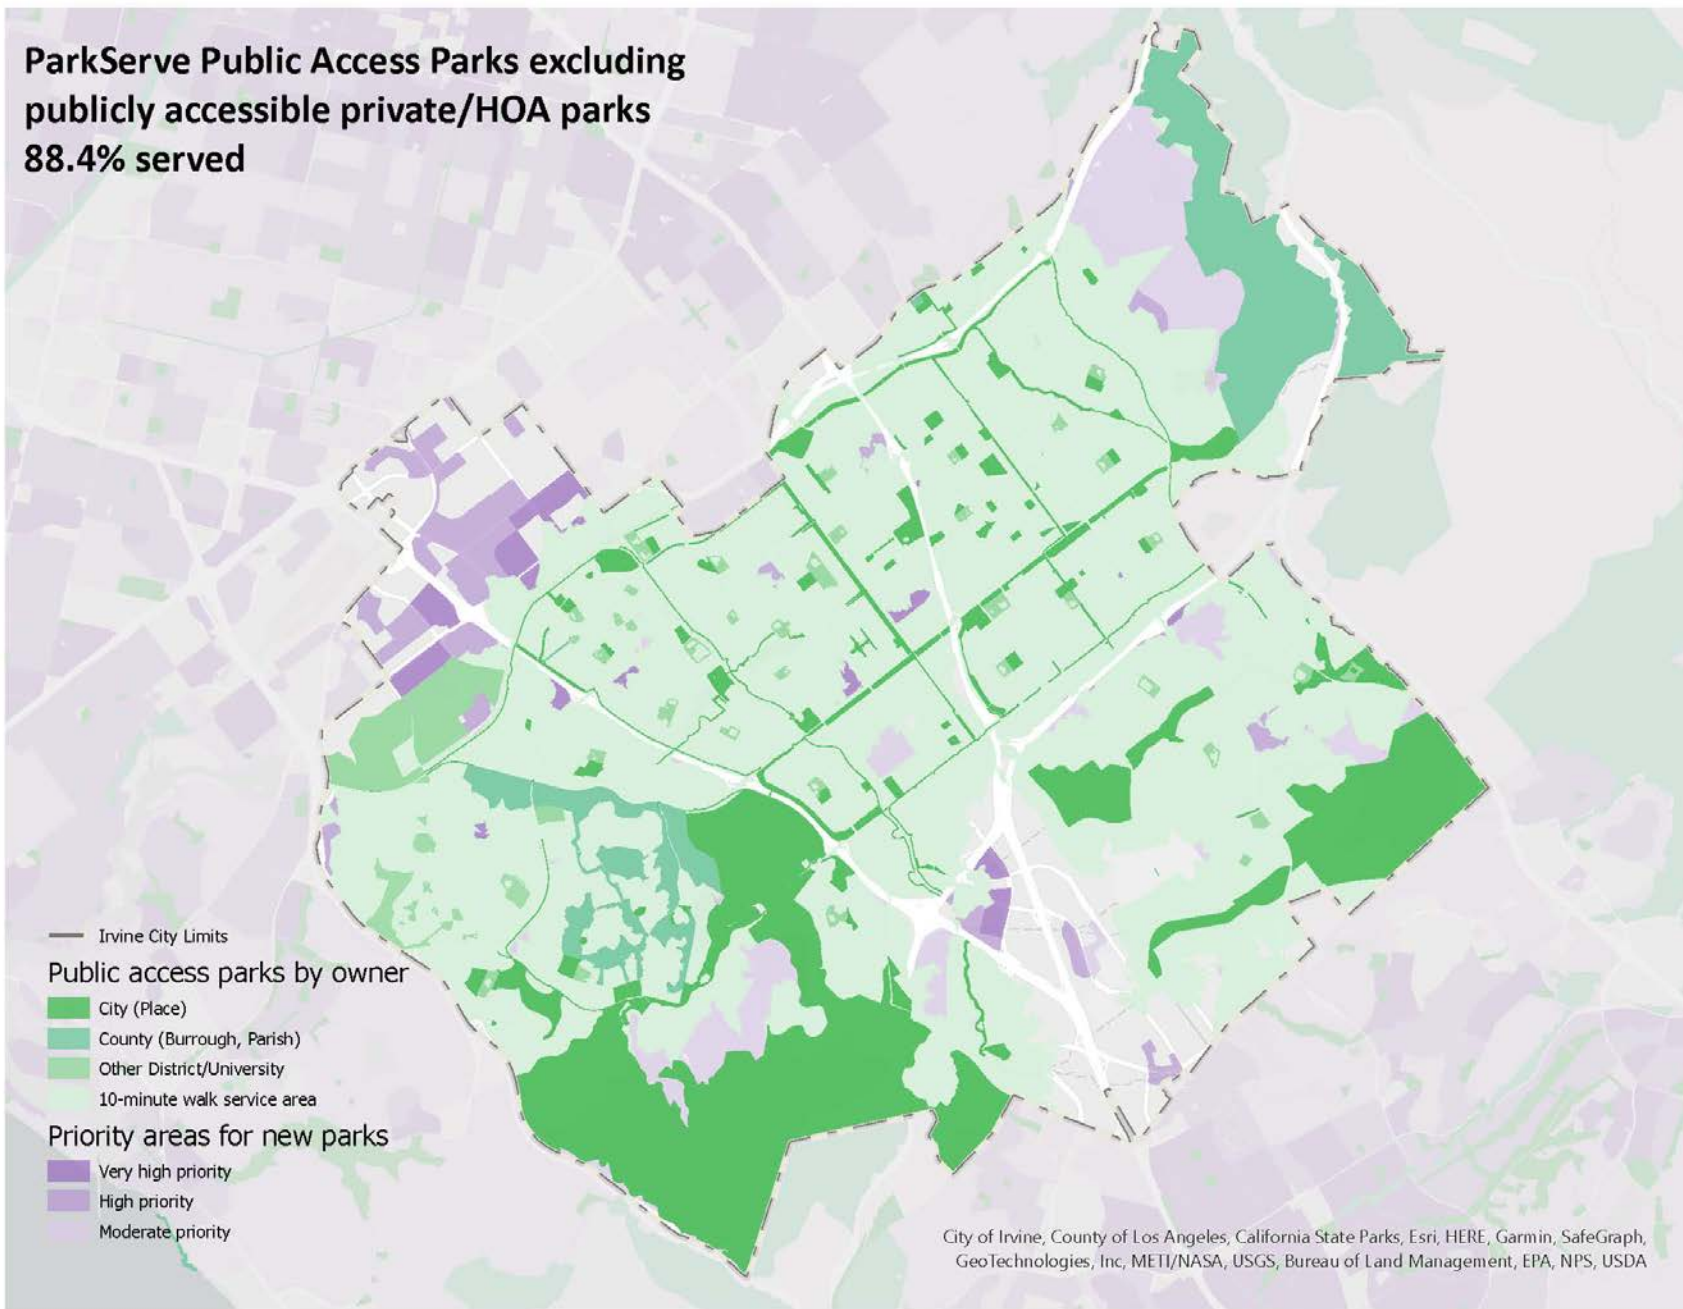 ParkServe Public Access Parks excluding
publicly accessible private/HOA parks
88.4% served
Irvine City Limits
Public access parks by owner
City (Place)
County (Burrough, Parish)
Other District/University
10-minute walk service area
Priority areas for new parks
Very high priority
High priority
Moderate priority
City of Irvine, County of Los Angeles, California State Parks, Esri, HERE, Garmin, SafeGraph,
GeoTechnologies, Inc, METI/NASA, USGS, Bureau of Land Management, EPA, NPS, USDA